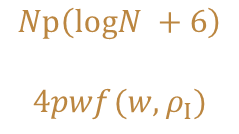 Np(logN + 6)
4pwf(w, ρI)